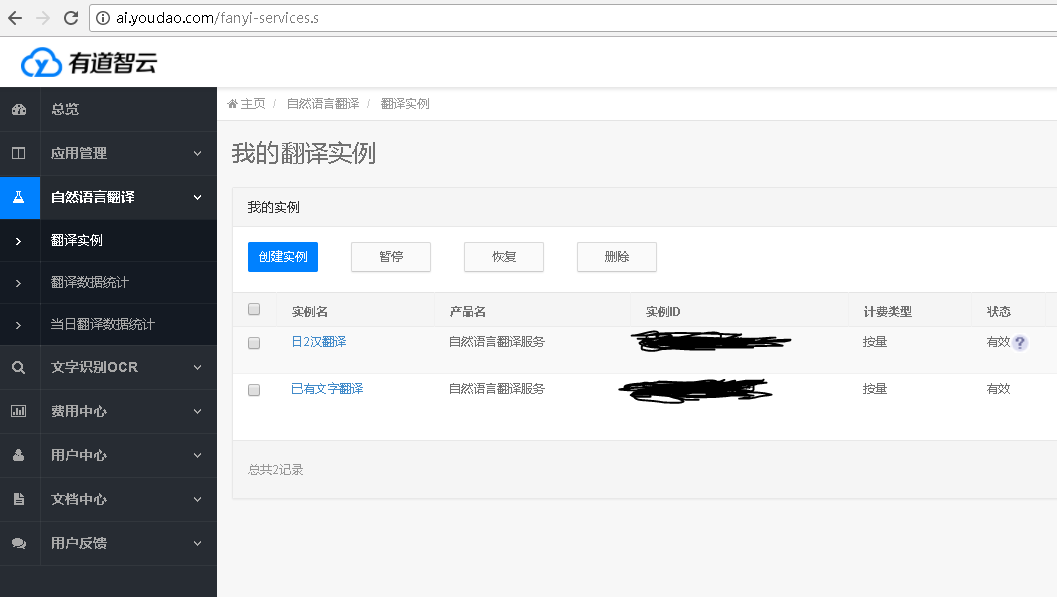 ai.youdao.com/fanyi-services.s
有道智云
总览
应用管理
自然语言翻译
翻译实例
翻译数据统计
当日翻译数据统计
文字识别OCR
费用中心
用户中心
文档中心
用户反馈
主页 / 自然语言翻译 / 翻译实例
我的翻译实例
我的实例
创建实例 暂停 恢复 删除
实例名 产品名 实例ID 计费类型 状态
日2汉翻译 自然语言翻译服务 按量 有效 ?
已有文字翻译 自然语言翻译服务 按量 有效
总共2记录